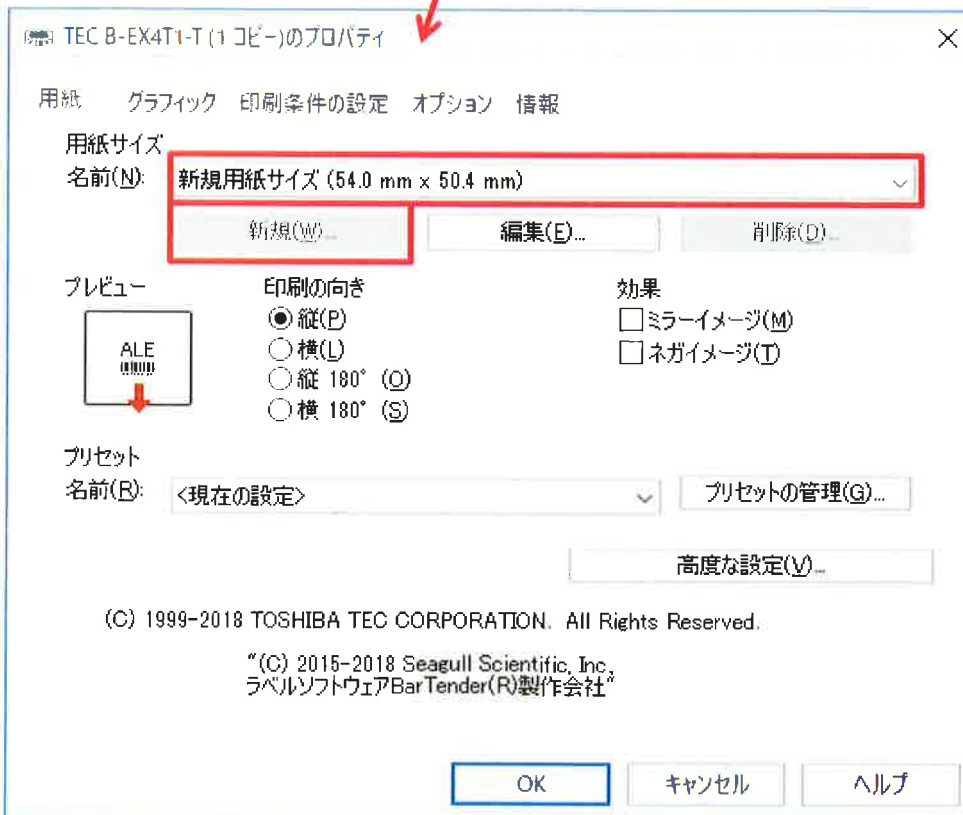 TEC B-EX4T1-T (1 コピー)のプロパティ
用紙 グラフィック 印刷条件の設定 オプション 情報
用紙サイズ
名前(N): 新規用紙サイズ (54.0 mm x 50.4 mm)
新規(W)... 編集(E)... 削除(D)...
プレビュー 印刷の向き 効果
縦(P) ミラーイメージ(M)
ALE 横(L) ネガイメージ(T)
縦 180° (O)
横 180° (S)
プリセット
名前(R): <現在の設定> プリセットの管理(G)...
高度な設定(V)...
(C) 1999-2018 TOSHIBA TEC CORPORATION. All Rights Reserved.
"(C) 2015-2018 Seagull Scientific, Inc.,
ラベルソフトウェアBarTender(R)製作会社"
OK キャンセル ヘルプ